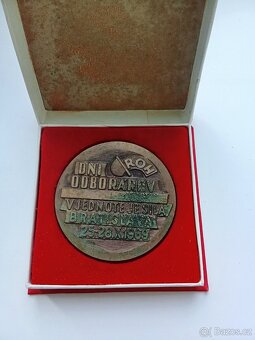 DNI ROH
ODBORÁROV
V JEDNOTE JE SILA
BRATISLAVA
Bazos.cz